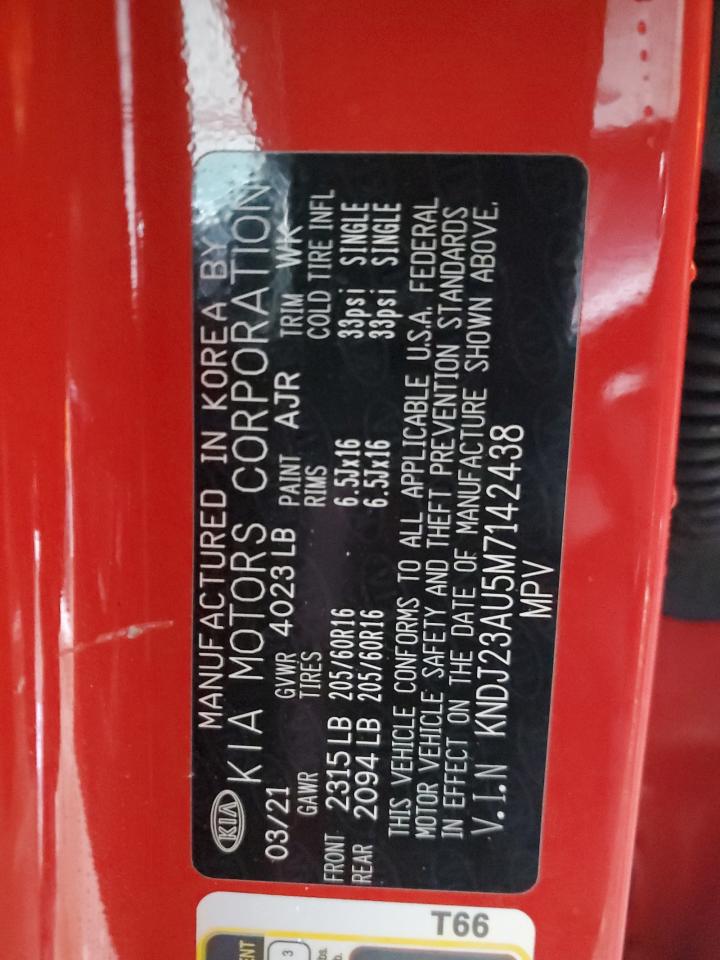 MANUFACTURED IN KOREA BY
KIA KIA MOTORS CORPORATION
03/21 GVWR 4023 LB PAINT AJR TRIM WK
GAWR TIRES RIMS COLD TIRE INFL
FRONT 2315 LB 205/60R16 6.5Jx16 33psi SINGLE
REAR 2094 LB 205/60R16 6.5Jx16 33psi SINGLE
THIS VEHICLE CONFORMS TO ALL APPLICABLE U.S.A. FEDERAL
MOTOR VEHICLE SAFETY AND THEFT PREVENTION STANDARDS
IN EFFECT ON THE DATE OF MANUFACTURE SHOWN ABOVE.
V.I.N KNDJ23AU5M7142438
MPV
T66
3